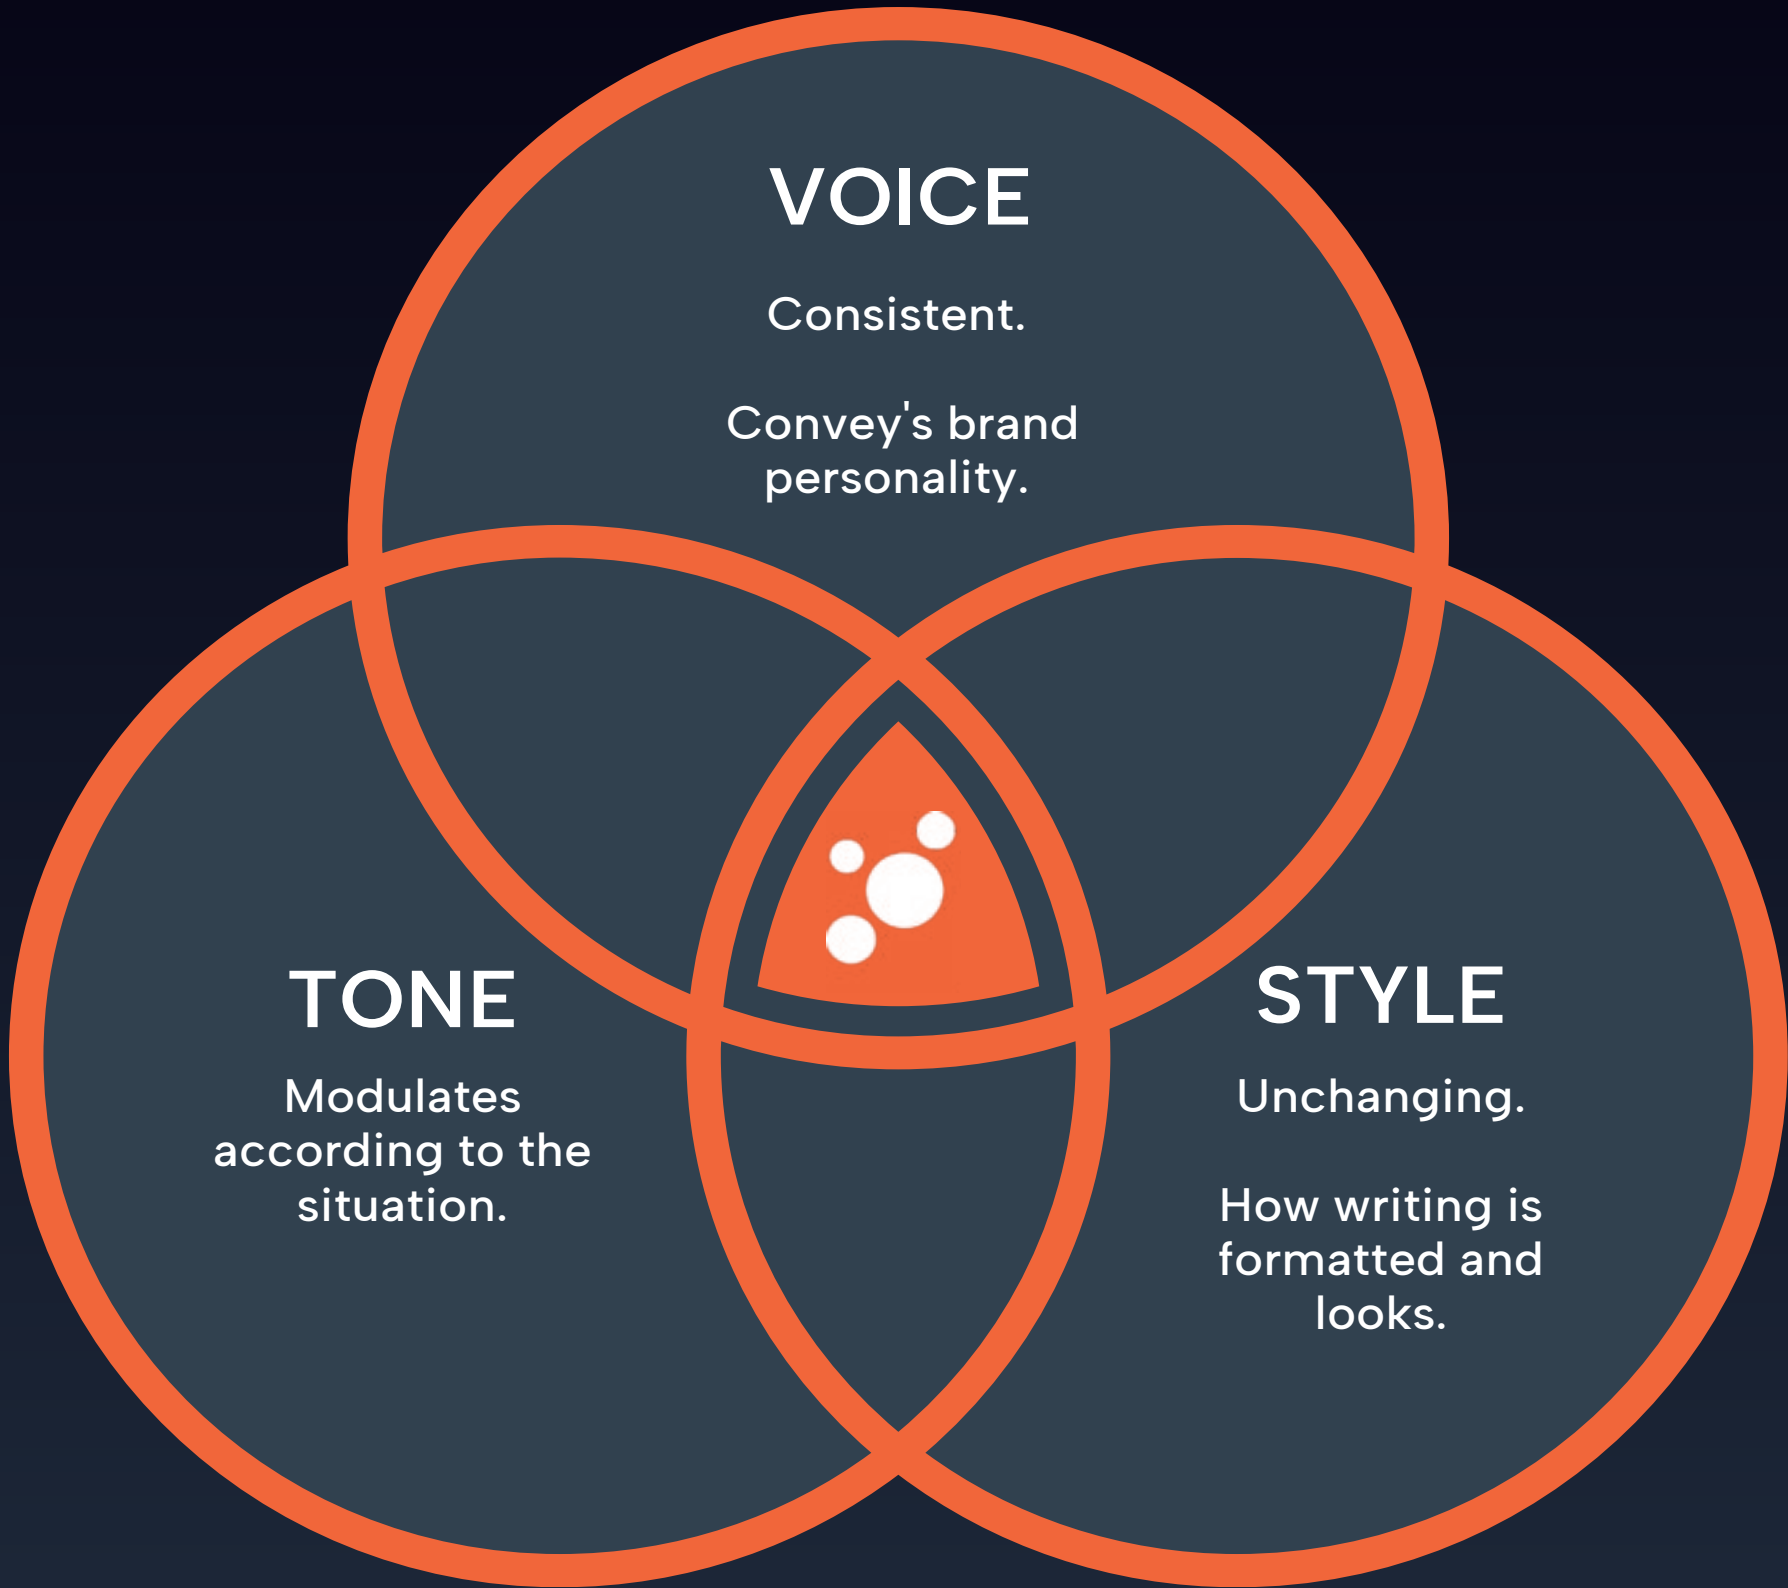 VOICE
Consistent.
Convey's brand
personality.
TONE
Modulates
according to the
situation.
STYLE
Unchanging.
How writing is
formatted and
looks.